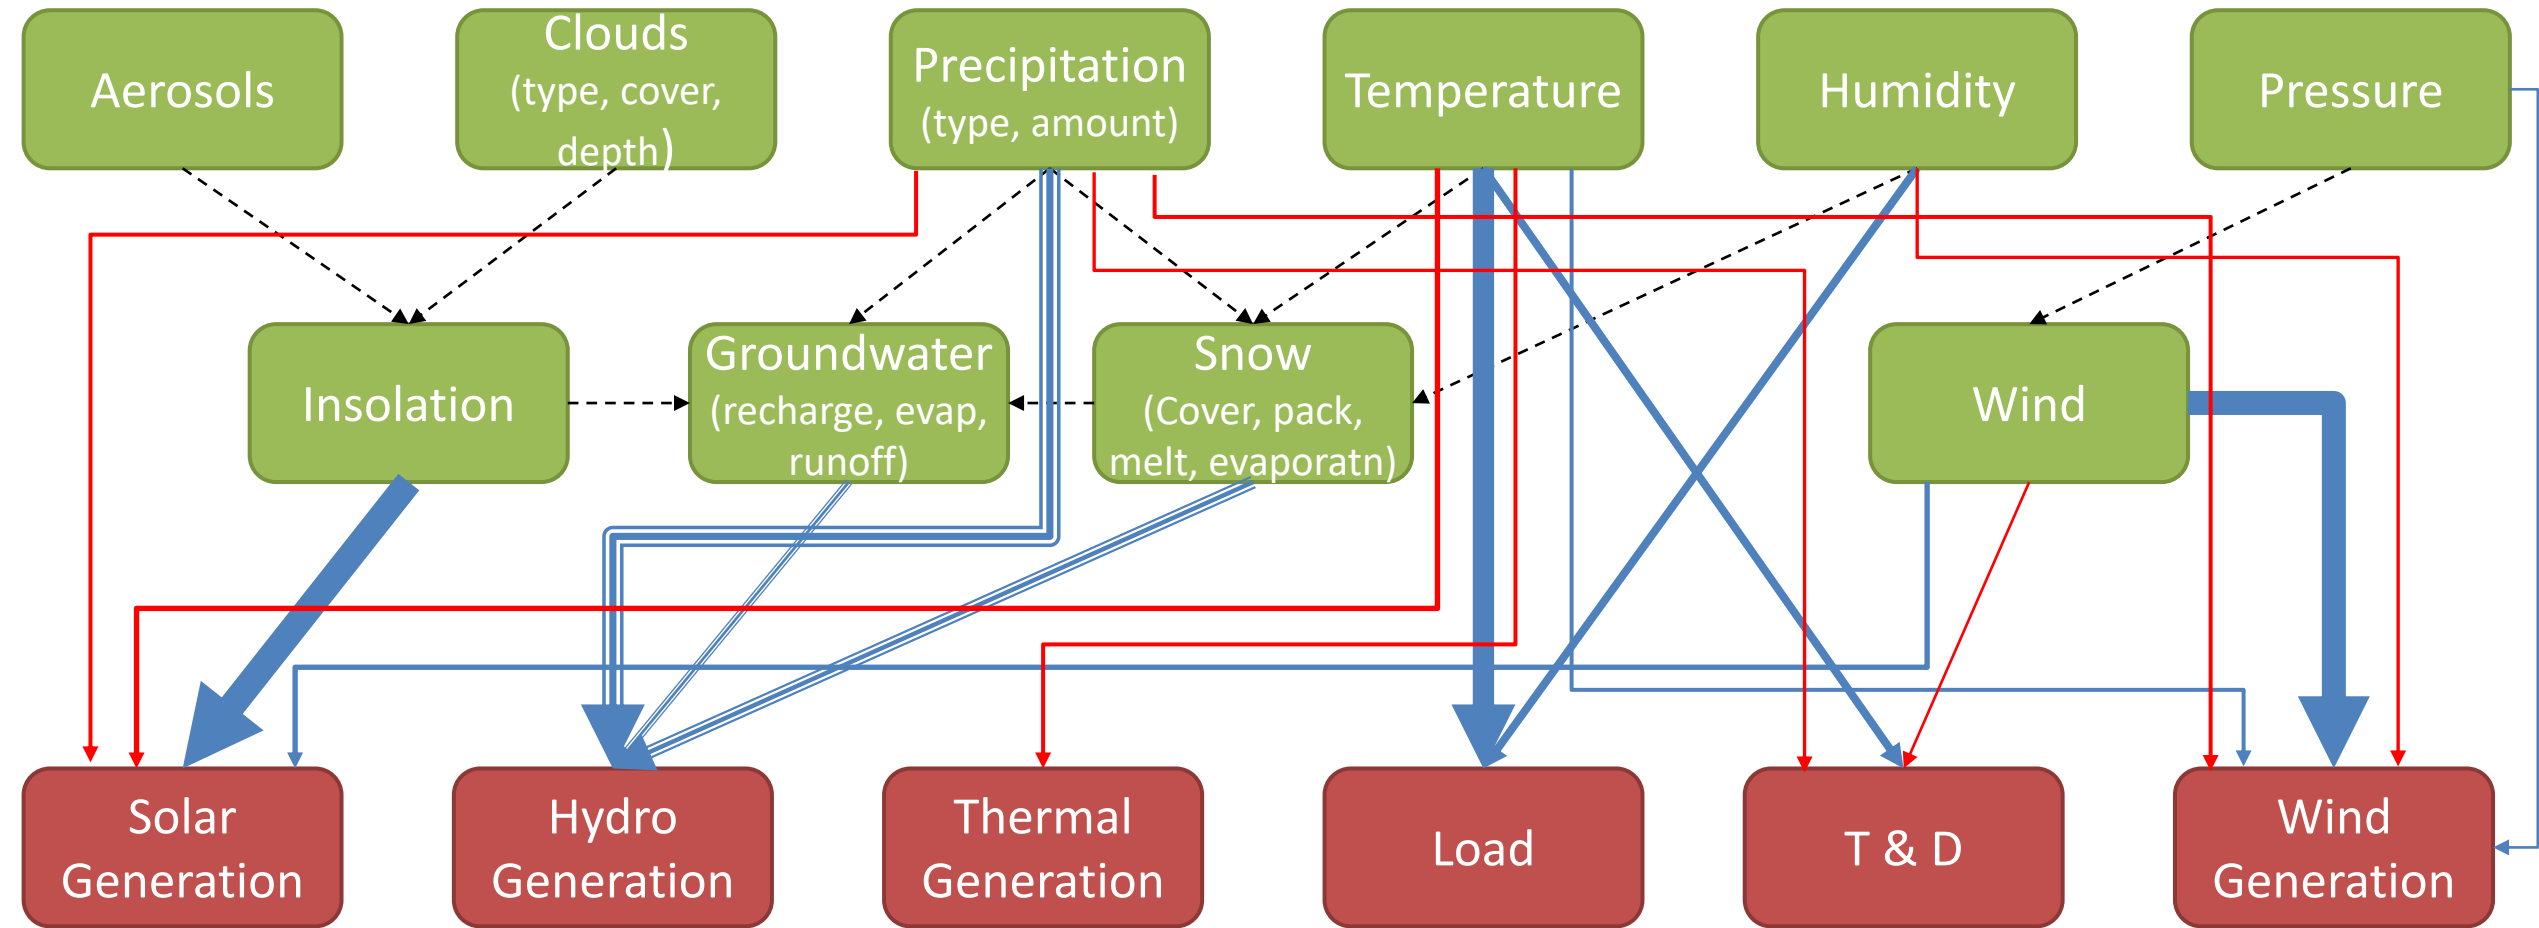 Aerosols
Clouds
(type, cover,
depth)
Precipitation
(type, amount)
Temperature
Humidity
Pressure
Insolation
Groundwater
(recharge, evap,
runoff)
Snow
(Cover, pack,
melt, evaporatn)
Wind
Solar
Generation
Hydro
Generation
Thermal
Generation
Load
T & D
Wind
Generation